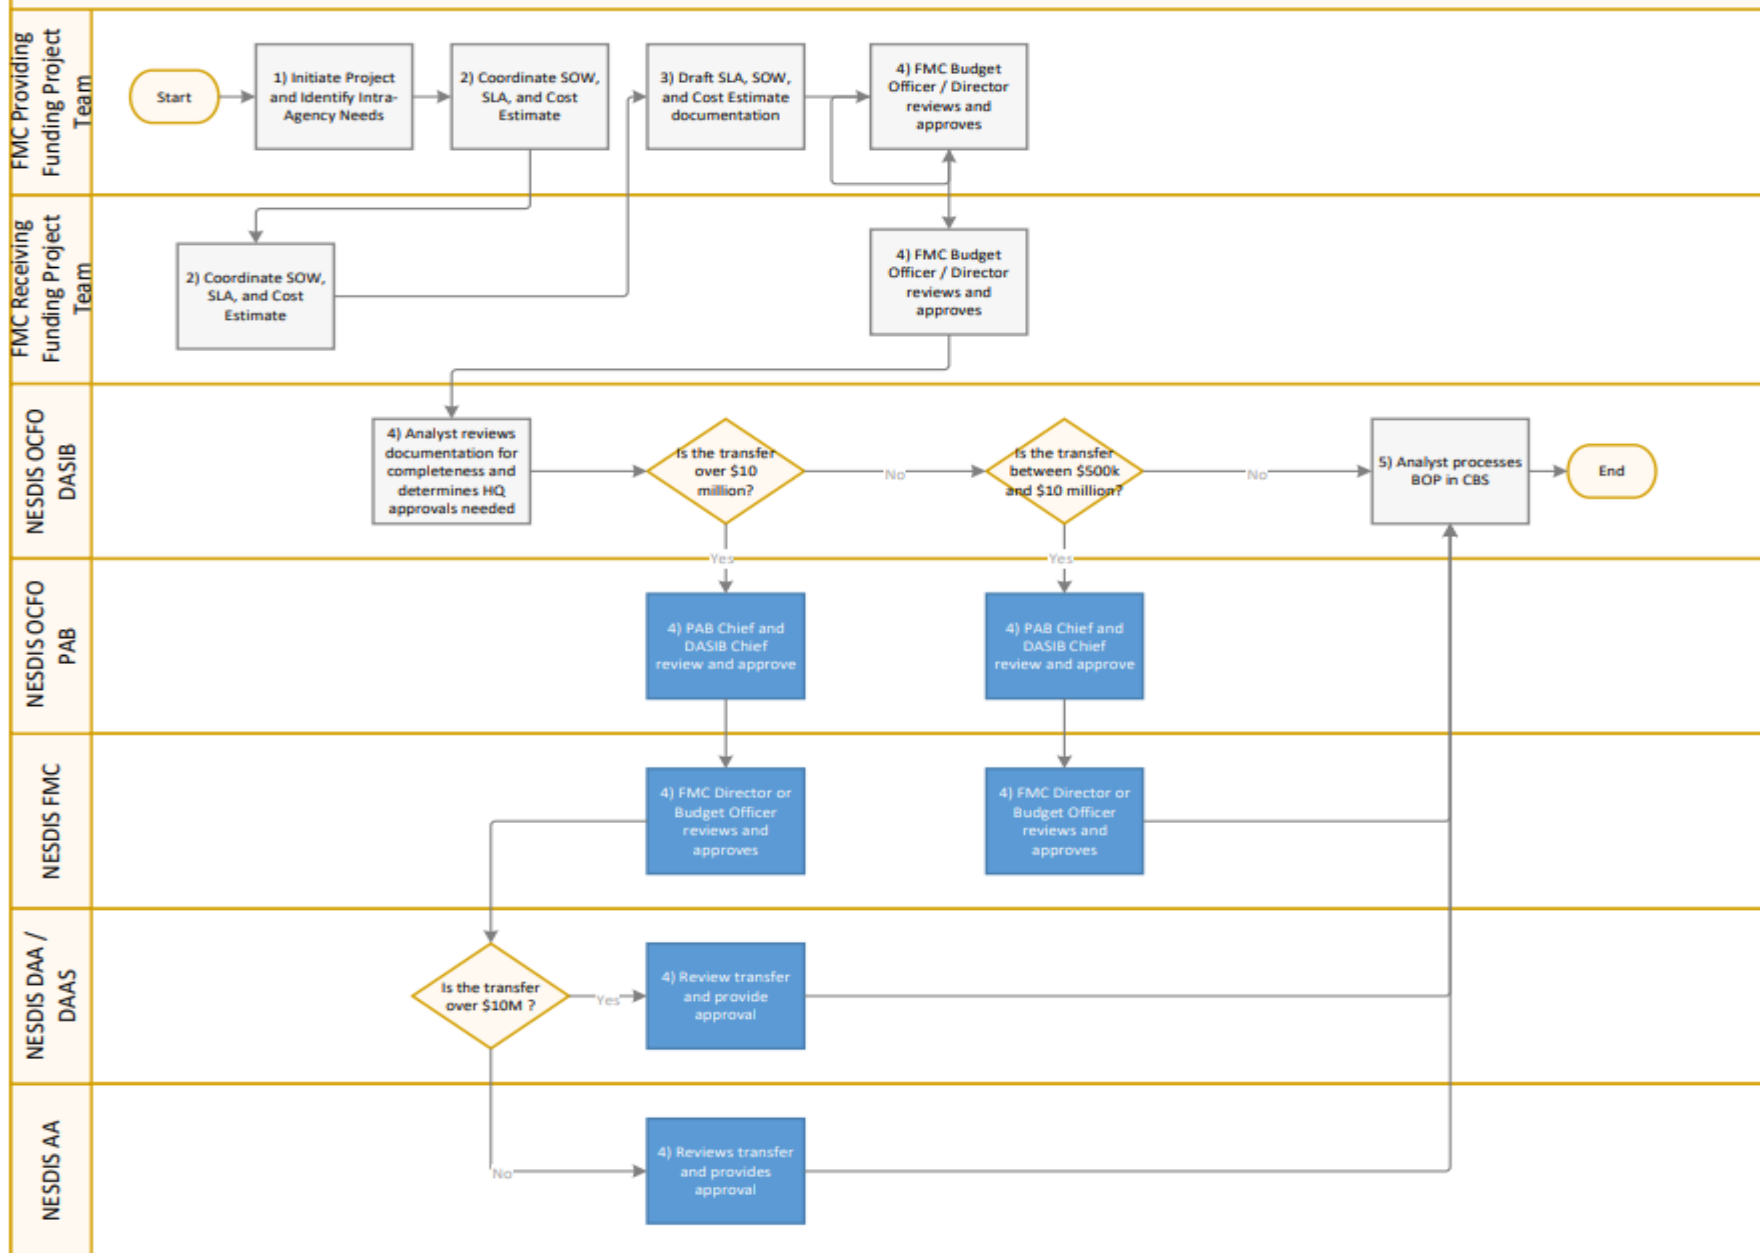 FMC Providing
Funding Project
Team
Start
1) Initiate Project
and Identify Intra-
Agency Needs
2) Coordinate SOW,
SLA, and Cost
Estimate
3) Draft SLA, SOW,
and Cost Estimate
documentation
4) FMC Budget
Officer / Director
reviews and
approves
FMC Receiving
Funding Project
Team
2) Coordinate SOW,
SLA, and Cost
Estimate
4) FMC Budget
Officer / Director
reviews and
approves
NESDIS OCFO
DASIB
4) Analyst reviews
documentation for
completeness and
determines HQ
approvals needed
Is the transfer
over $10
million?
No
Yes
Is the transfer
between $500k
and $10 million?
No
Yes
5) Analyst processes
BOP in CBS
End
NESDIS OCFO
PAB
4) PAB Chief and
DASIB Chief
review and approve
4) PAB Chief and
DASIB Chief
review and approve
NESDIS FMC
4) FMC Director or
Budget Officer
reviews and
approves
4) FMC Director or
Budget Officer
reviews and
approves
NESDIS DAA /
DAAS
Is the transfer
over $10M ?
Yes
4) Review transfer
and provide
approval
NESDIS AA
No
4) Reviews transfer
and provides
approval